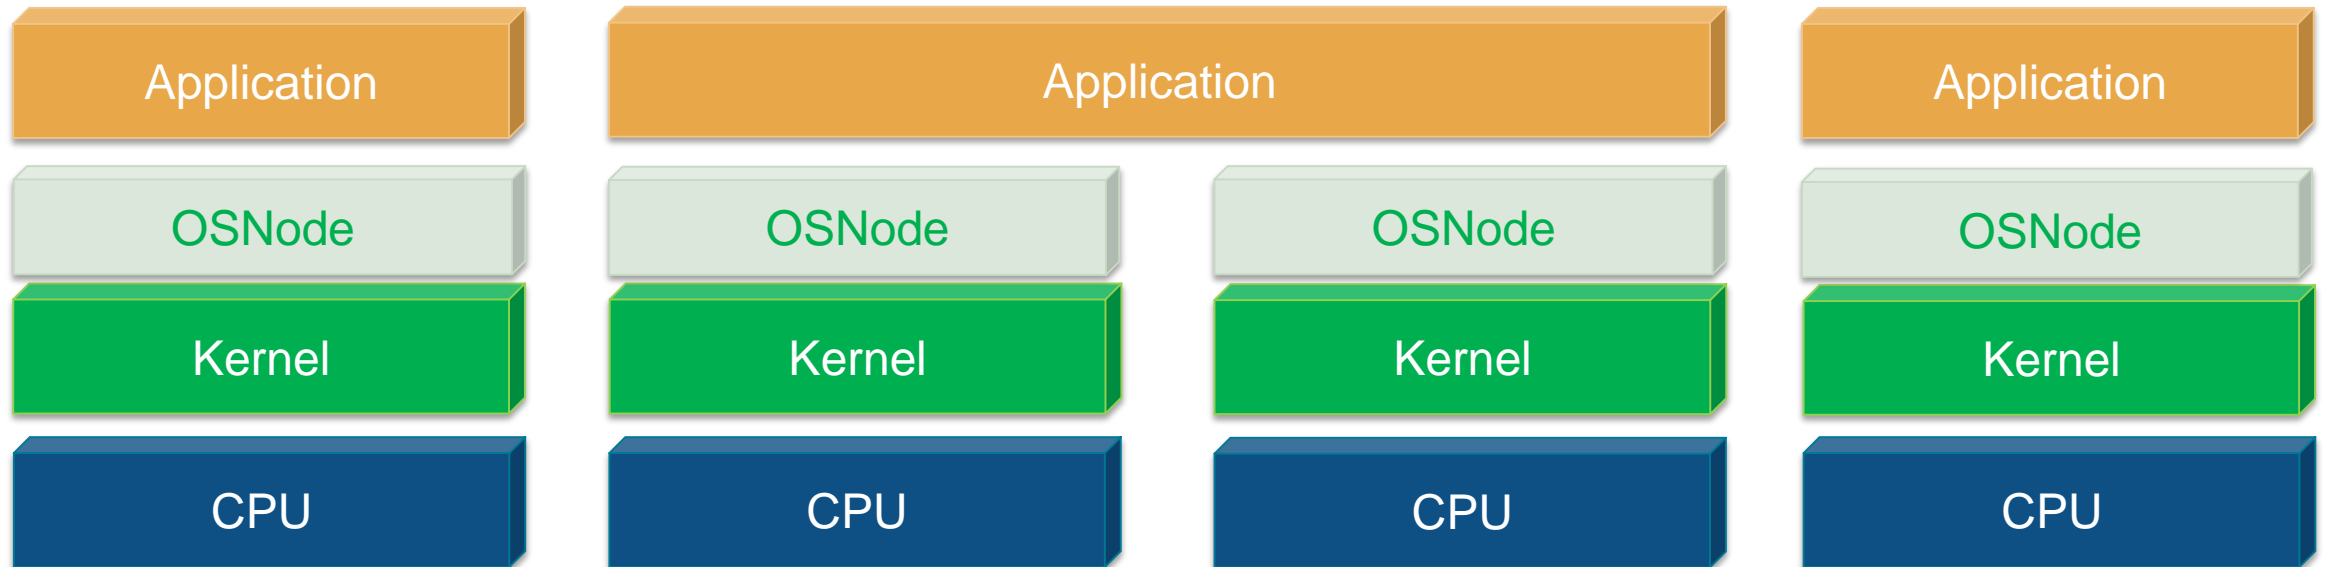 Application
Application
Application
OSNode
OSNode
OSNode
OSNode
Kernel
Kernel
Kernel
Kernel
CPU
CPU
CPU
CPU